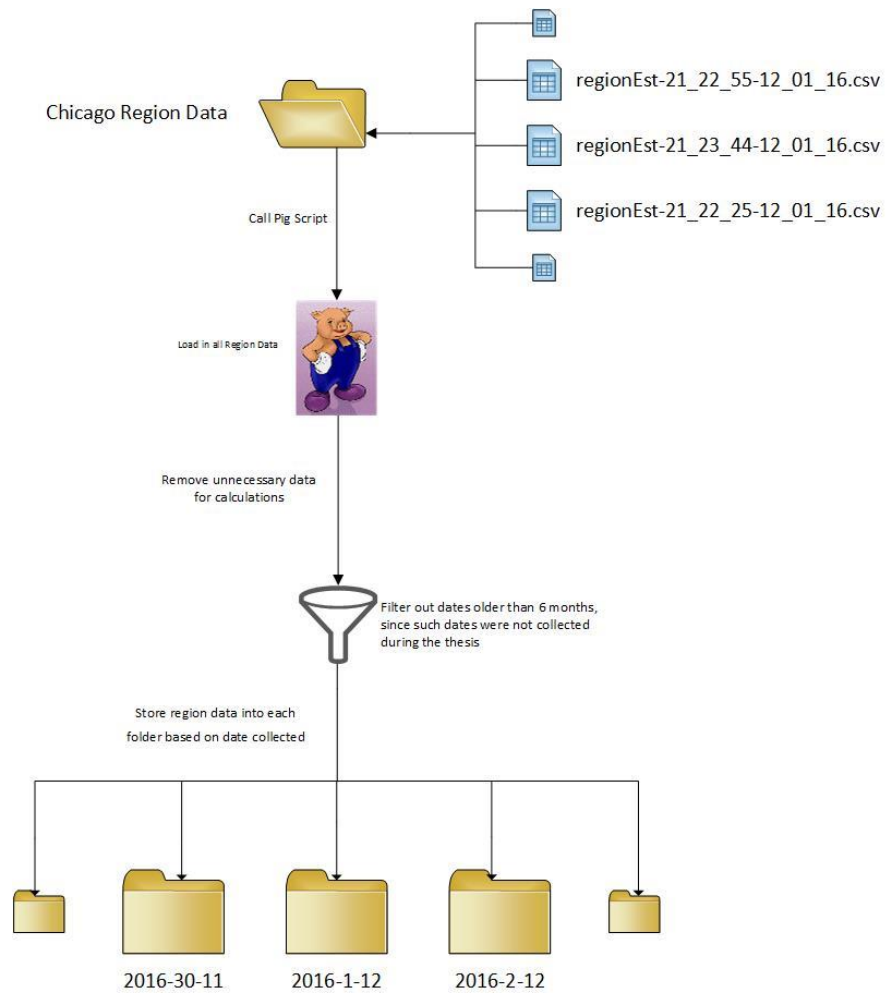 regionEst-21_22_55-12_01_16.csv
Chicago Region Data
regionEst-21_23_44-12_01_16.csv
regionEst-21_22_25-12_01_16.csv
Call Pig Script
Load in all Region Data
Remove unnecessary data
for calculations
Filter out dates older than 6 months,
since such dates were not collected
during the thesis
Store region data into each
folder based on date collected
2016-30-11
2016-1-12
2016-2-12